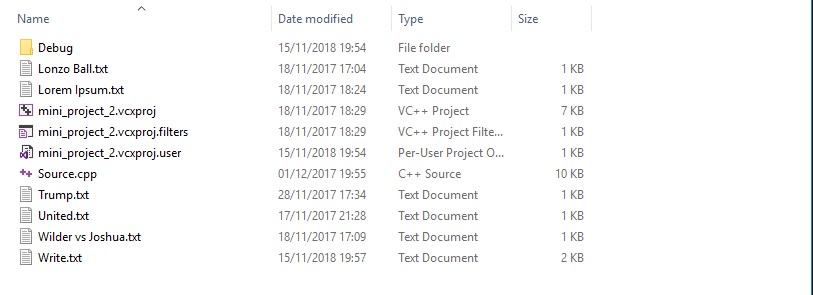 Name Date modified Type Size
Debug 15/11/2018 19:54 File folder
Lonzo Ball.txt 18/11/2017 17:04 Text Document 1 KB
Lorem Ipsum.txt 18/11/2017 18:24 Text Document 1 KB
mini_project_2.vcxproj 18/11/2017 18:29 VC++ Project 7 KB
mini_project_2.vcxproj.filters 18/11/2017 18:29 VC++ Project Filte... 1 KB
mini_project_2.vcxproj.user 15/11/2018 19:54 Per-User Project O... 1 KB
Source.cpp 01/12/2017 19:55 C++ Source 10 KB
Trump.txt 28/11/2017 17:34 Text Document 1 KB
United.txt 17/11/2017 21:28 Text Document 1 KB
Wilder vs Joshua.txt 18/11/2017 17:09 Text Document 1 KB
Write.txt 15/11/2018 19:57 Text Document 2 KB